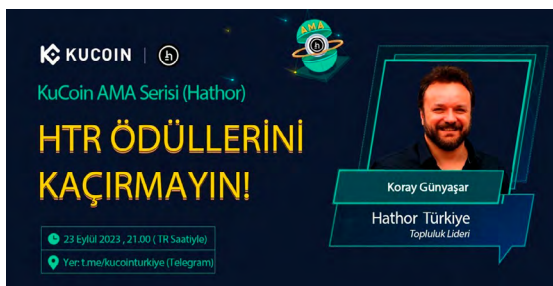 AMA
KUCOIN
KuCoin AMA Serisi (Hathor)
HTR ÖDÜLLERİNİ
KAÇIRMAYIN!
23 Eylül 2023 , 21.00 ( TR Saatiyle)
Yer: t.me/kucointurkiye (Telegram)
Koray Günyaşar
Hathor Türkiye
Topluluk Lideri